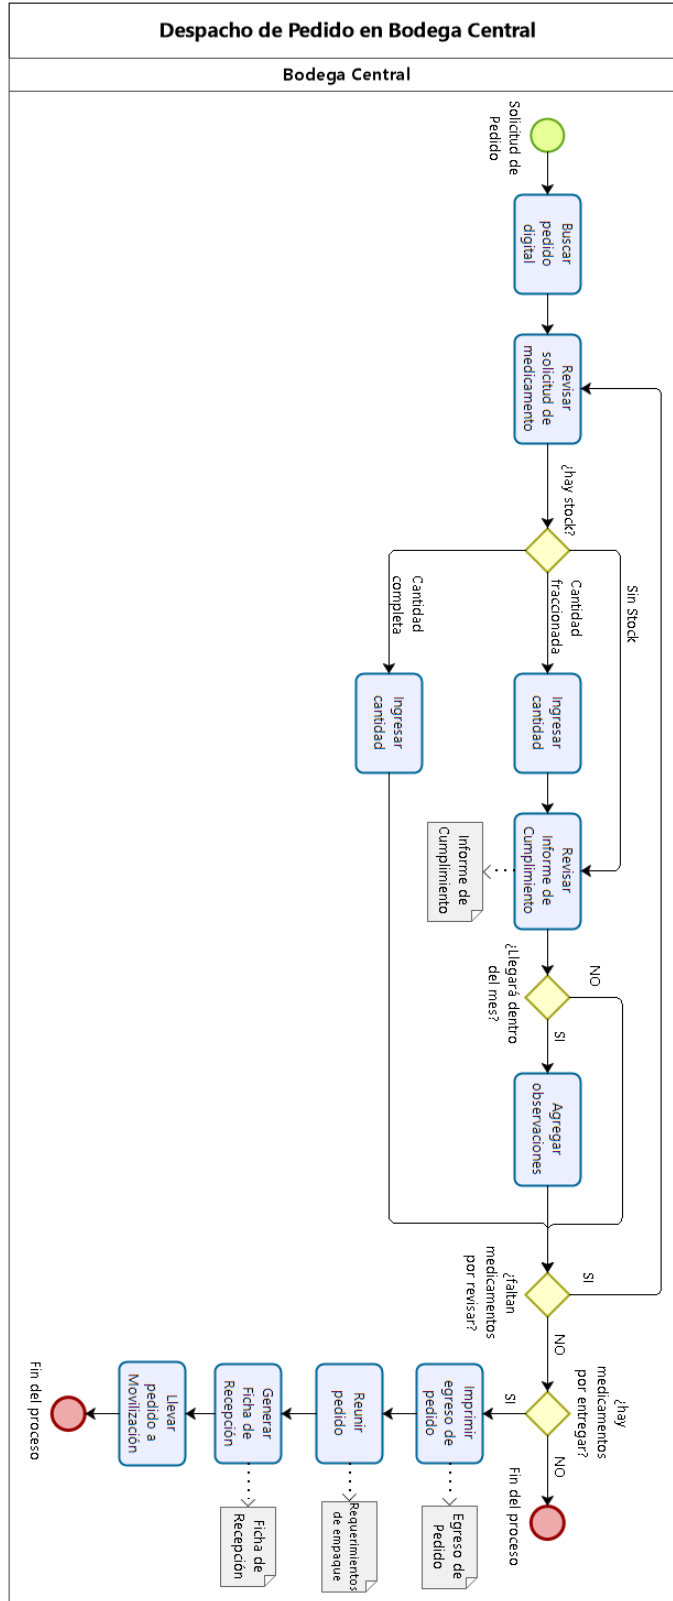 Despacho de Pedido en Bodega Central
Bodega Central
Solicitud de
Pedido
Buscar
pedido
digital
Revisar
solicitud de
medicamento
¿hay stock?
Sin Stock
Cantidad
fraccionada
Cantidad
completa
Ingresar
cantidad
Ingresar
cantidad
Revisar
Informe de
Cumplimiento
Informe de
Cumplimiento
¿Llegará dentro
del mes?
NO
SI
Agregar
observaciones
¿faltan
medicamentos
por revisar?
SI
NO
¿hay
medicamentos
por entregar?
SI
NO
Fin del proceso
Imprimir
egreso de
pedido
Egreso de
Pedido
Reunir
pedido
Requerimientos
de empaque
Generar
Ficha de
Recepción
Ficha de
Recepción
Llevar
pedido a
Movilización
Fin del proceso